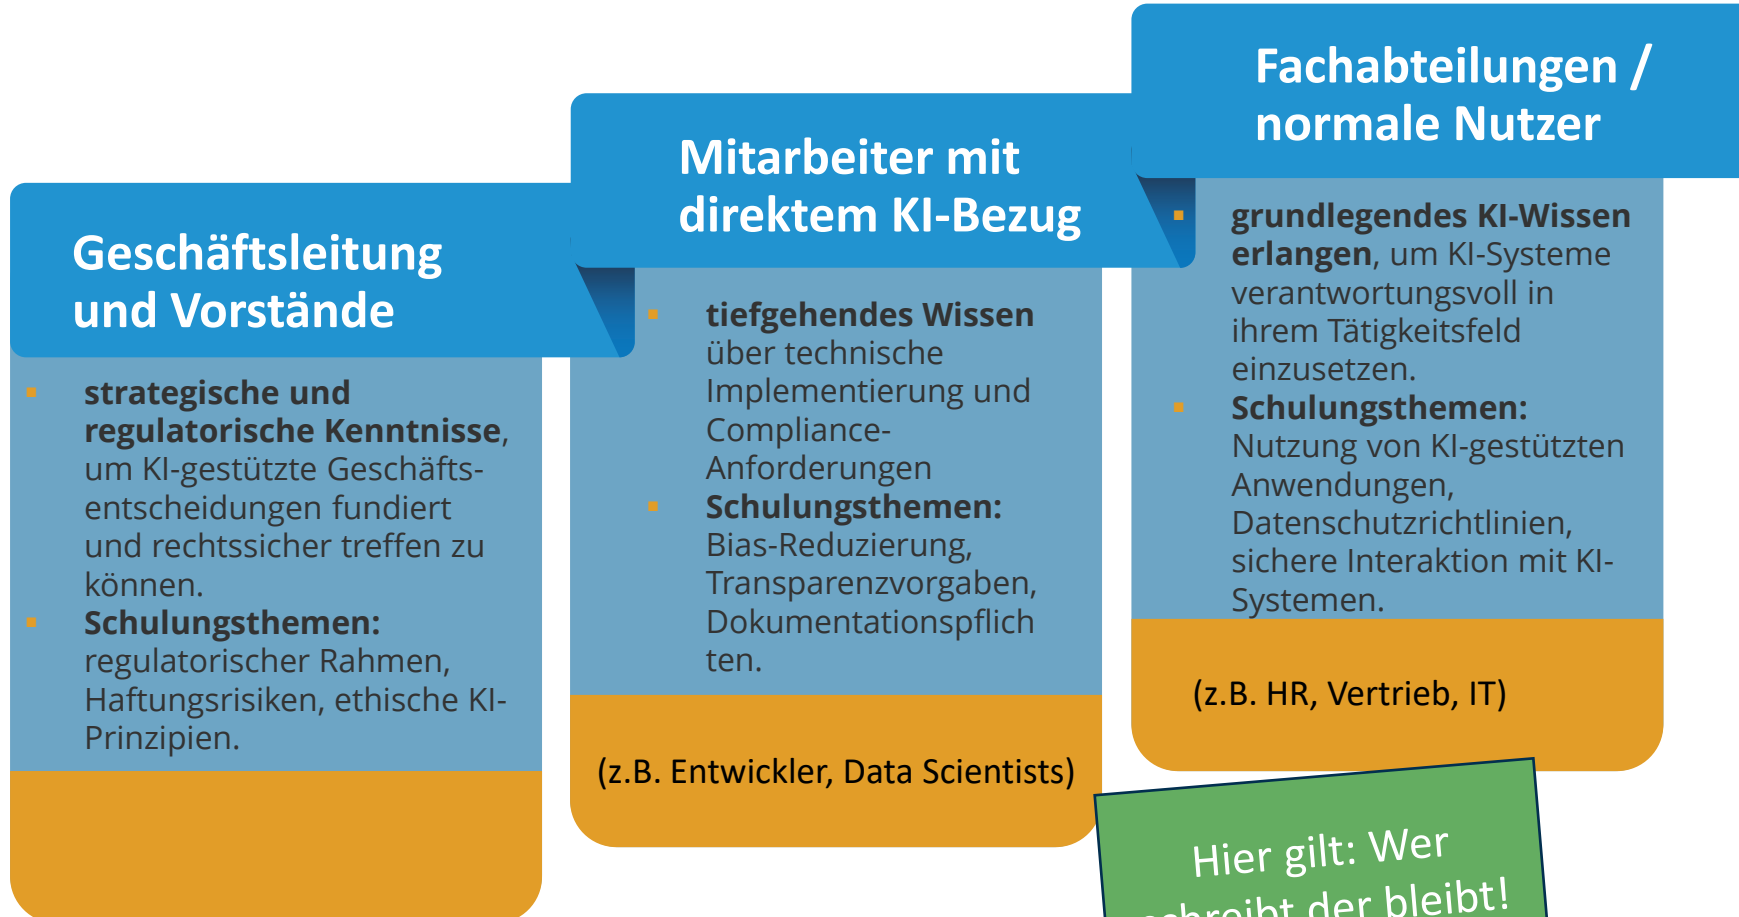 Geschäftsleitung
und Vorstände
▪ strategische und
regulatorische Kenntnisse,
um KI-gestützte Geschäfts-
entscheidungen fundiert
und rechtssicher treffen zu
können.
▪ Schulungsthemen:
regulatorischer Rahmen,
Haftungsrisiken, ethische KI-
Prinzipien.
Mitarbeiter mit
direktem KI-Bezug
▪ tiefgehendes Wissen
über technische
Implementierung und
Compliance-
Anforderungen
▪ Schulungsthemen:
Bias-Reduzierung,
Transparenzvorgaben,
Dokumentationspflich
ten.
(z.B. Entwickler, Data Scientists)
Fachabteilungen /
normale Nutzer
▪ grundlegendes KI-Wissen
erlangen, um KI-Systeme
verantwortungsvoll in
ihrem Tätigkeitsfeld
einzusetzen.
▪ Schulungsthemen:
Nutzung von KI-gestützten
Anwendungen,
Datenschutzrichtlinien,
sichere Interaktion mit KI-
Systemen.
(z.B. HR, Vertrieb, IT)
Hier gilt: Wer
schreibt der bleibt!